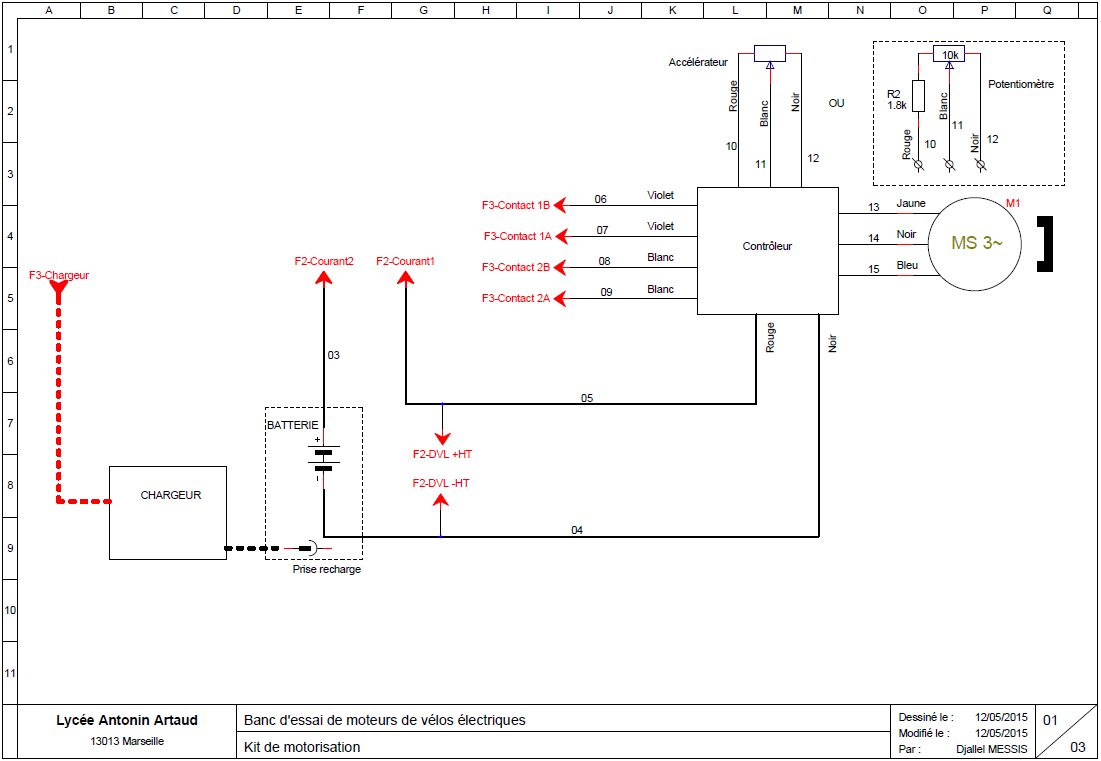 A B C D E F G H I J K L M N O P Q
1
2
3
4
5
6
7
8
9
10
11
Accélérateur
Rouge
Blanc
Noir
10
11
12
OU
10k
Potentiomètre
R2
1.8k
Rouge
Blanc
Noir
10
11
12
F3-Contact 1B 06 Violet
F3-Contact 1A 07 Violet
F3-Contact 2B 08 Blanc
F3-Contact 2A 09 Blanc
Contrôleur
13 Jaune
14 Noir
15 Bleu
M1
MS 3~
F3-Chargeur
F2-Courant2
F2-Courant1
03
Rouge
Noir
05
BATTERIE
+
-
F2-DVL +HT
F2-DVL -HT
CHARGEUR
04
Prise recharge
Lycée Antonin Artaud
13013 Marseille
Banc d'essai de moteurs de vélos électriques
Kit de motorisation
Dessiné le : 12/05/2015
Modifié le : 12/05/2015
Par : Djallel MESSIS
01
03